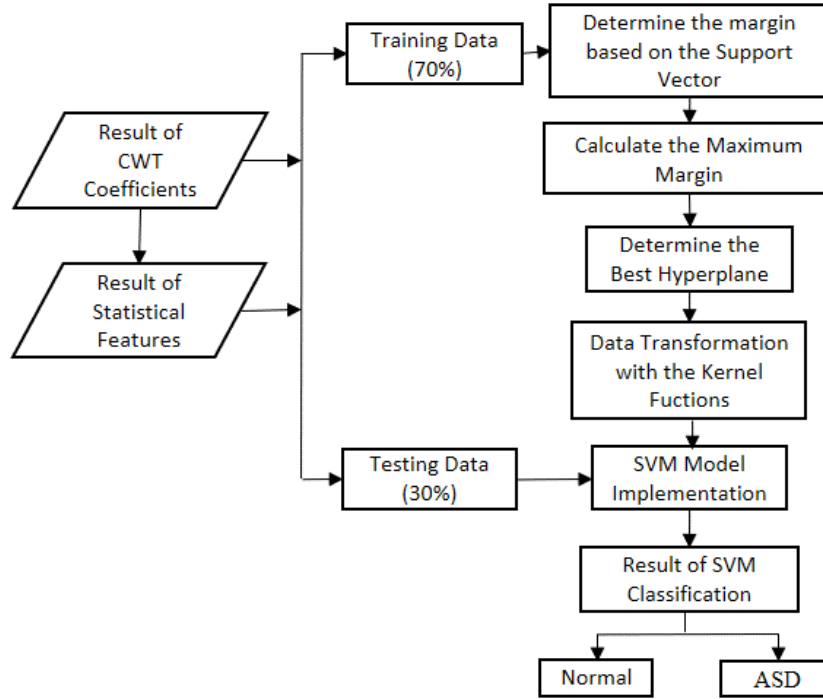 Result of
CWT
Coefficients
Result of
Statistical
Features
Training Data
(70%)
Testing Data
(30%)
Determine the margin
based on the Support
Vector
Calculate the Maximum
Margin
Determine the
Best Hyperplane
Data Transformation
with the Kernel
Fuctions
SVM Model
Implementation
Result of SVM
Classification
Normal
ASD